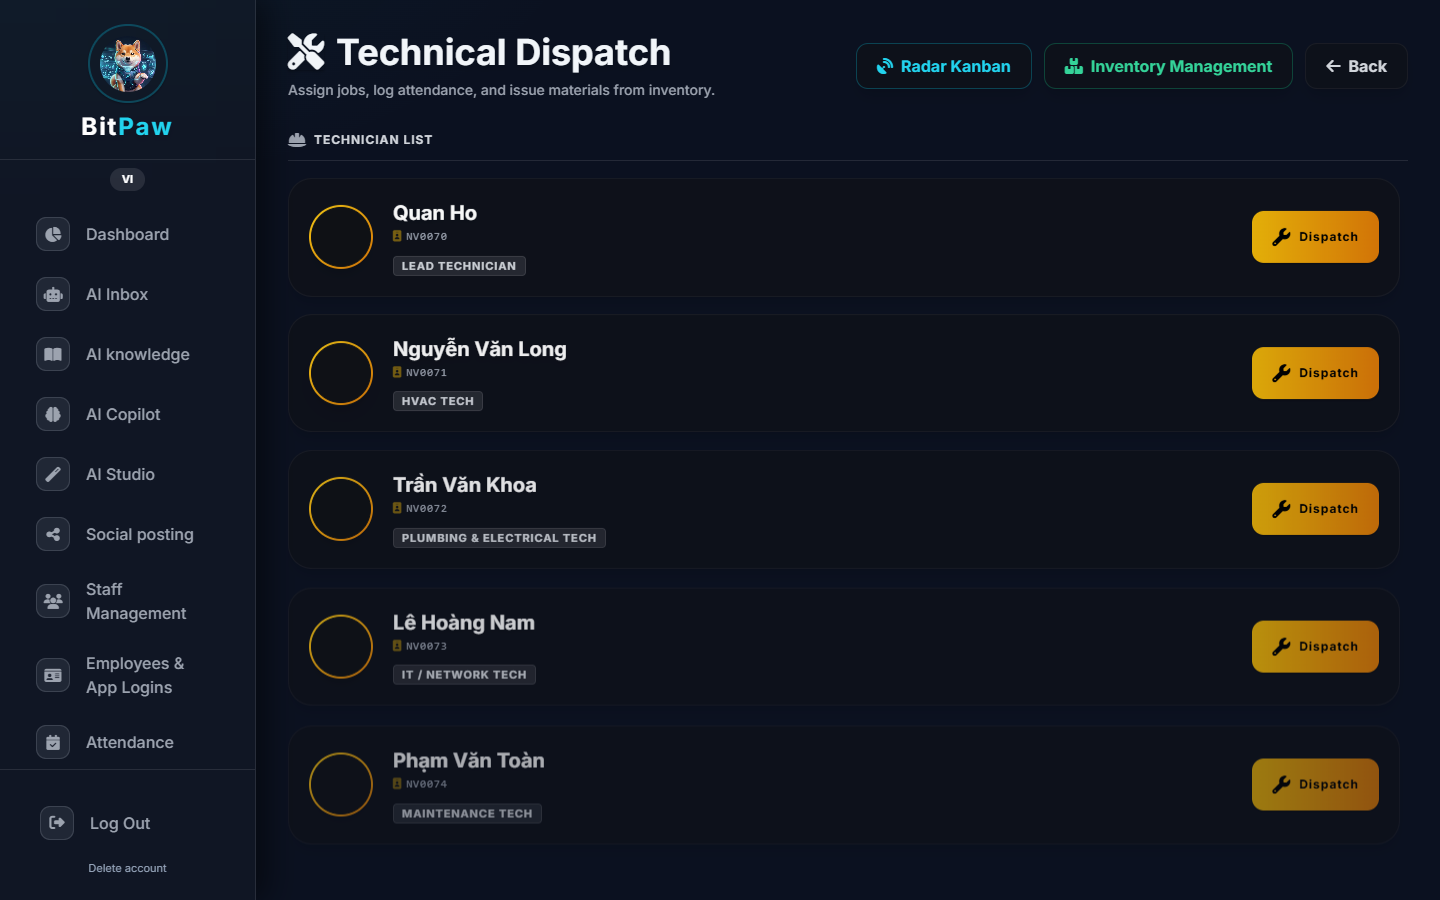 BitPaw
VI
Dashboard
AI Inbox
AI knowledge
AI Copilot
AI Studio
Social posting
Staff
Management
Employees &
App Logins
Attendance
Log Out
Delete account
Technical Dispatch
Assign jobs, log attendance, and issue materials from inventory.
Radar Kanban
Inventory Management
Back
TECHNICIAN LIST
Quan Ho
NV0070
LEAD TECHNICIAN
Dispatch
Nguyễn Văn Long
NV0071
HVAC TECH
Dispatch
Trần Văn Khoa
NV0072
PLUMBING & ELECTRICAL TECH
Dispatch
Lê Hoàng Nam
NV0073
IT / NETWORK TECH
Dispatch
Phạm Văn Toàn
NV0074
MAINTENANCE TECH
Dispatch